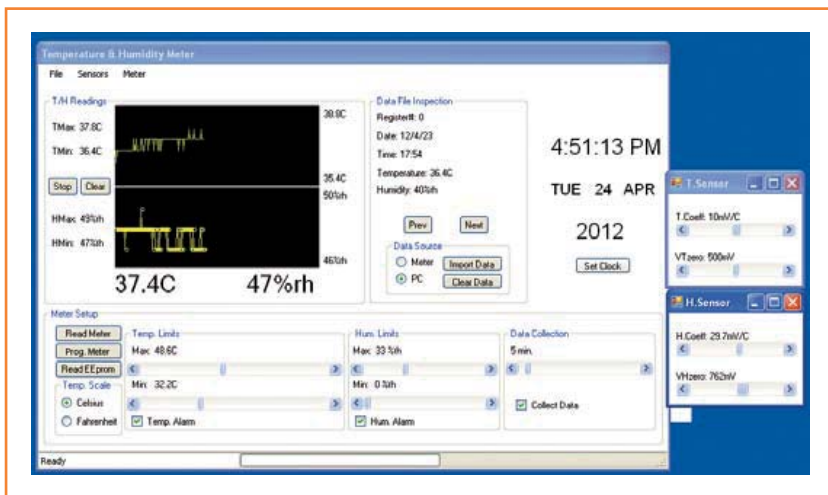 Temperature & Humidity Meter
File Sensors Meter
T/H Readings
TMax: 37.8C
TMin: 36.4C
Stop Clear
HMax: 49%rh
HMin: 47%rh
38.8C
35.4C
50%rh
46%rh
37.4C 47%rh
Data File Inspection
Register#: 0
Date: 12/4/23
Time: 17:54
Temperature: 36.4C
Humidity: 40%rh
Prev Next
Data Source
Meter Import Data
PC Clear Data
4:51:13 PM
TUE 24 APR
2012
Set Clock
T.Sensor
T.Coeff: 10mV/C
VTzero: 500mV
H.Sensor
H.Coeff: 29.7mV/C
VHzero: 762mV
Meter Setup
Read Meter
Prog. Meter
Read EEprom
Temp. Scale
Celsius
Fahrenheit
Temp. Limits
Max: 48.6C
Min: 32.2C
Temp. Alarm
Hum. Limits
Max: 33 %rh
Min: 0 %rh
Hum. Alarm
Data Collection
5 min.
Collect Data
Ready